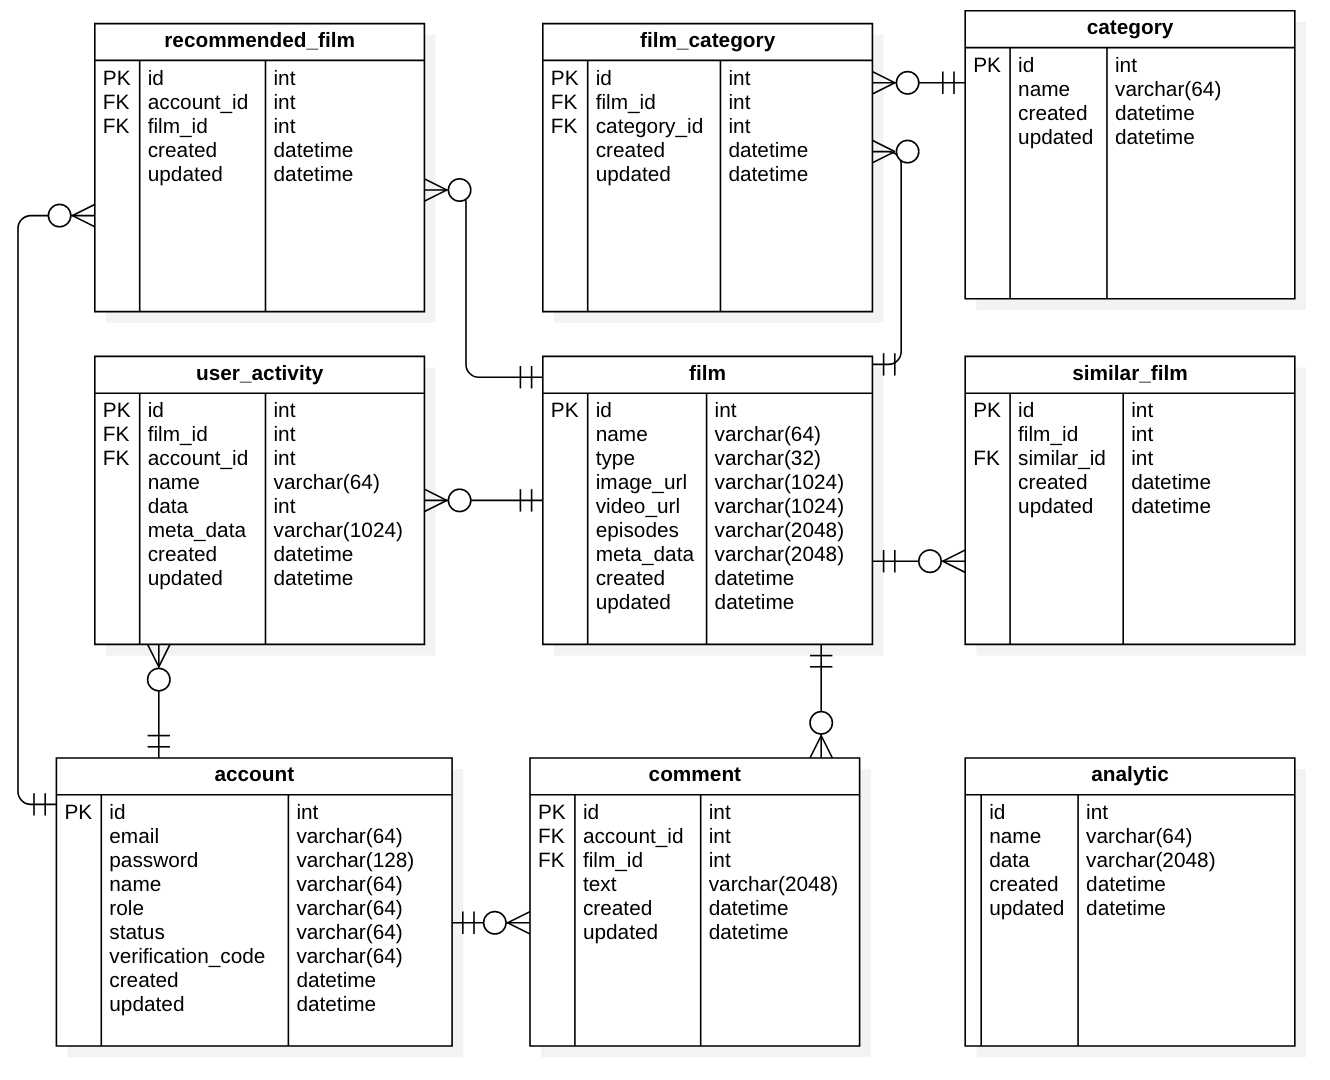 recommended_film
PK id int
FK account_id int
FK film_id int
created datetime
updated datetime
film_category
PK id int
FK film_id int
FK category_id int
created datetime
updated datetime
category
PK id int
name varchar(64)
created datetime
updated datetime
user_activity
PK id int
FK film_id int
FK account_id int
name varchar(64)
data int
meta_data varchar(1024)
created datetime
updated datetime
film
PK id int
name varchar(64)
type varchar(32)
image_url varchar(1024)
video_url varchar(1024)
episodes varchar(2048)
meta_data varchar(2048)
created datetime
updated datetime
similar_film
PK id int
film_id int
FK similar_id int
created datetime
updated datetime
account
PK id int
email varchar(64)
password varchar(128)
name varchar(64)
role varchar(64)
status varchar(64)
verification_code varchar(64)
created datetime
updated datetime
comment
PK id int
FK account_id int
FK film_id int
text varchar(2048)
created datetime
updated datetime
analytic
id int
name varchar(64)
data varchar(2048)
created datetime
updated datetime